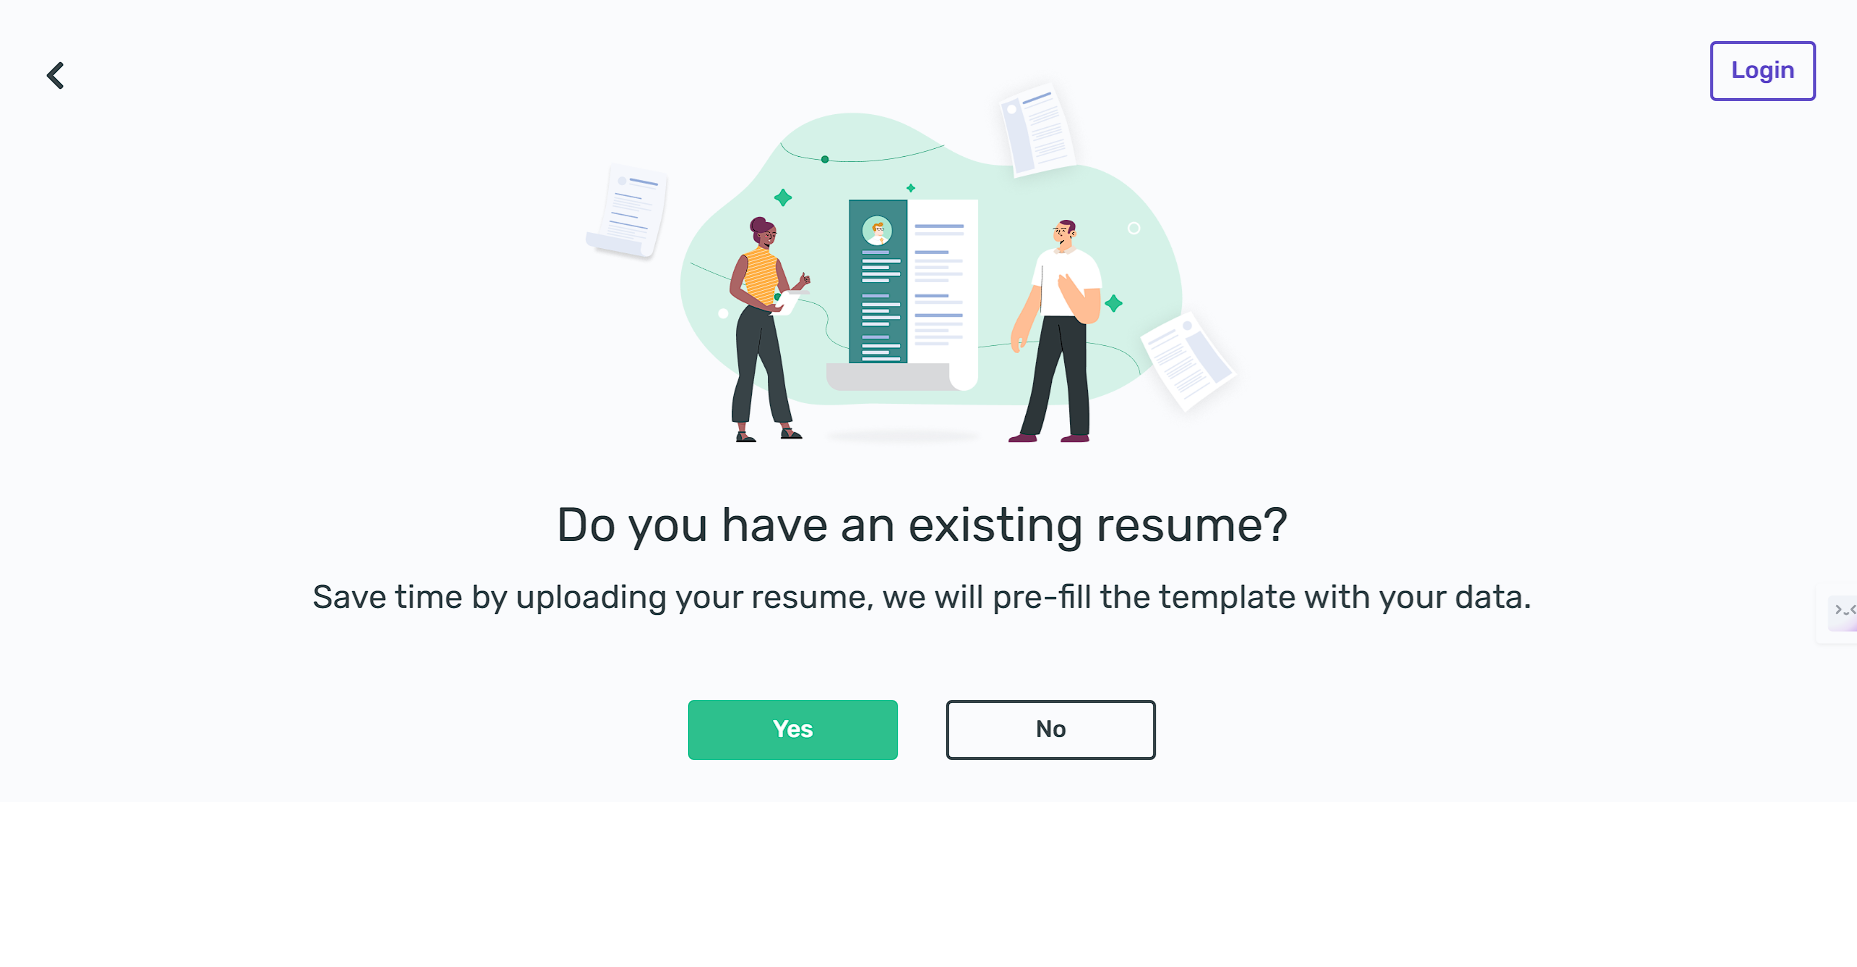 Login
Do you have an existing resume?
Save time by uploading your resume, we will pre-fill the template with your data.
Yes
No